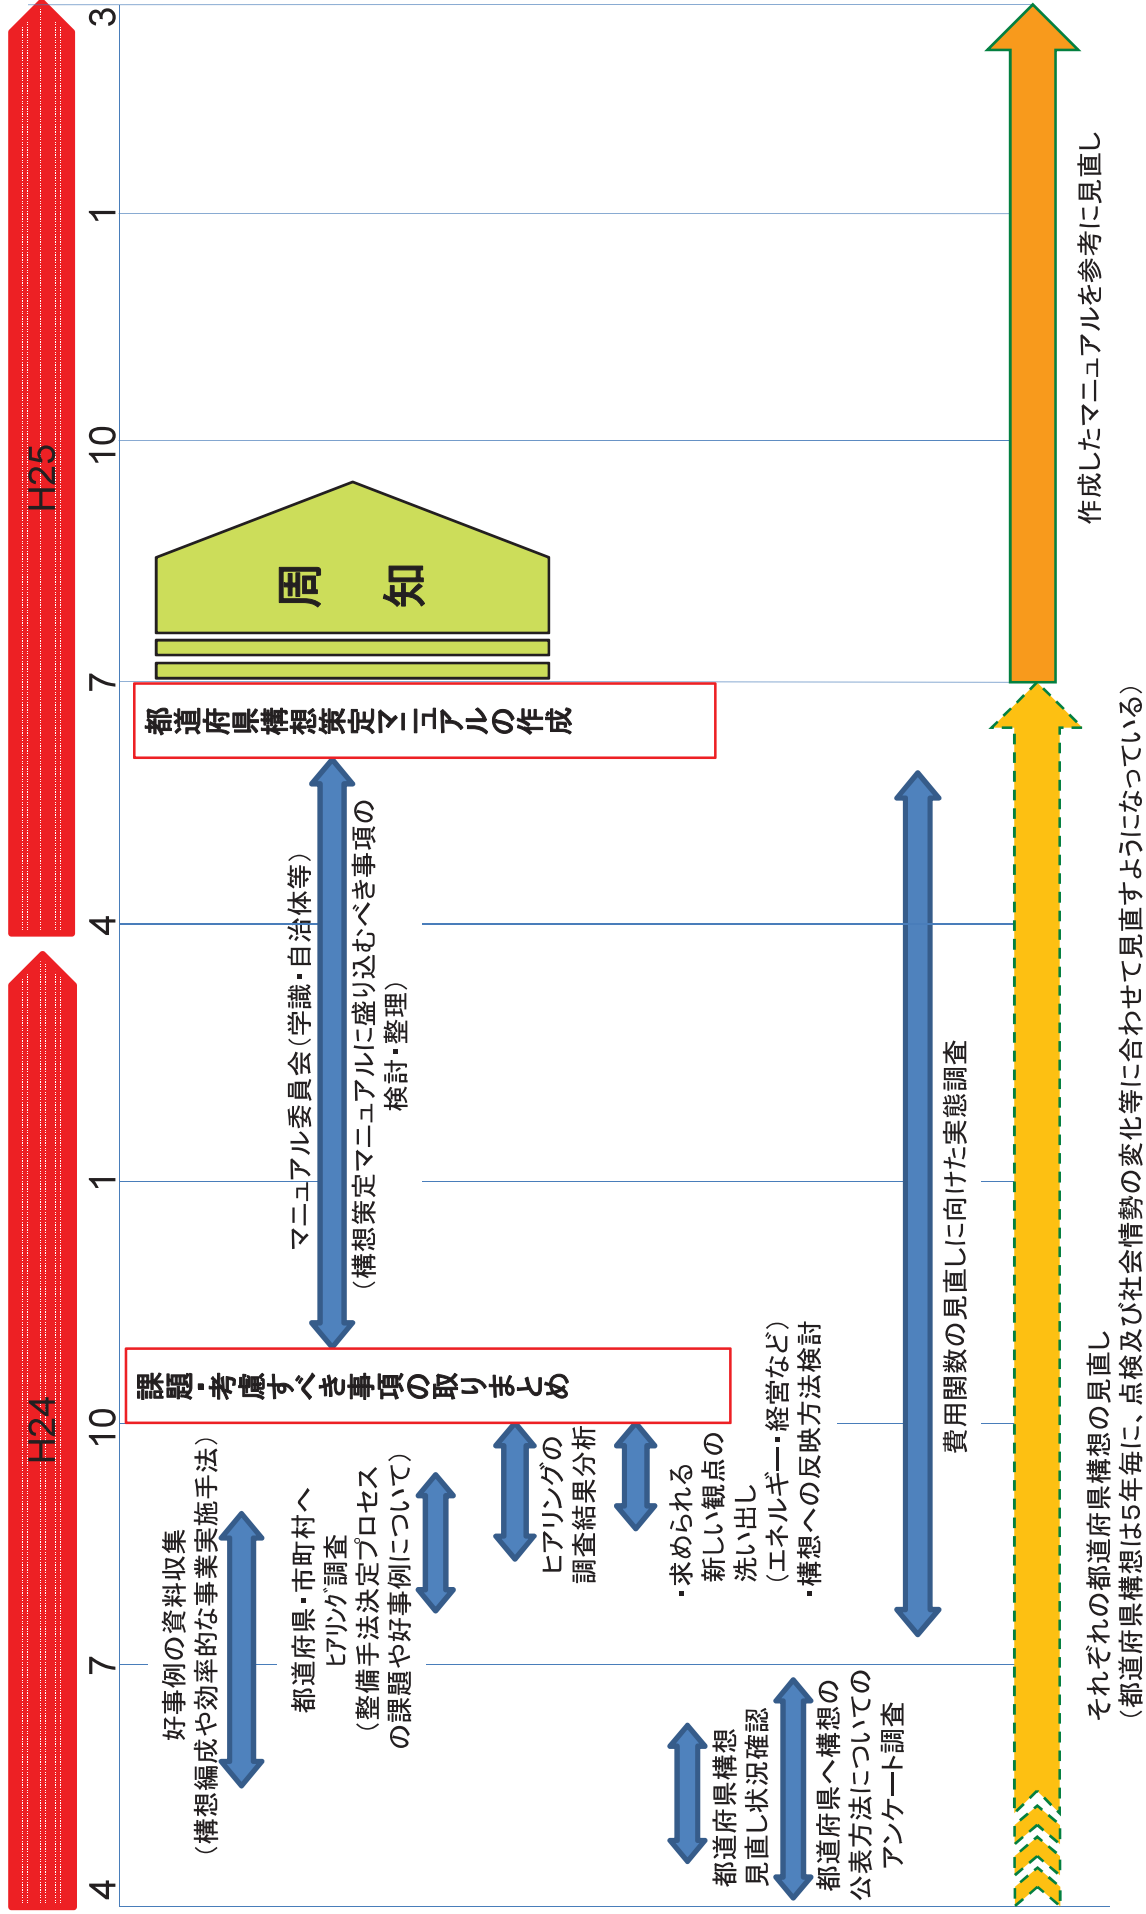 H24
H25
4
7
10
1
4
7
10
1
3
好事例の資料収集
（構想編成や効率的な事業実施手法）
都道府県・市町村へ
ヒアリング調査
（整備手法決定プロセス
の課題や好事例について）
ヒアリングの
調査結果分析
・求められる
新しい観点の
洗い出し
（エネルギー・経営など）
・構想への反映方法検討
都道府県構想
見直し状況確認
都道府県へ構想の
公表方法についての
アンケート調査
課題・考慮すべき事項の取りまとめ
マニュアル委員会（学識・自治体等）
（構想策定マニュアルに盛り込むべき事項の
検討・整理）
費用関数の見直しに向けた実態調査
都道府県構想策定マニュアルの作成
周
知
それぞれの都道府県構想の見直し
（都道府県構想は５年毎に、点検及び社会情勢の変化等に合わせて見直すようになっている）
作成したマニュアルを参考に見直し